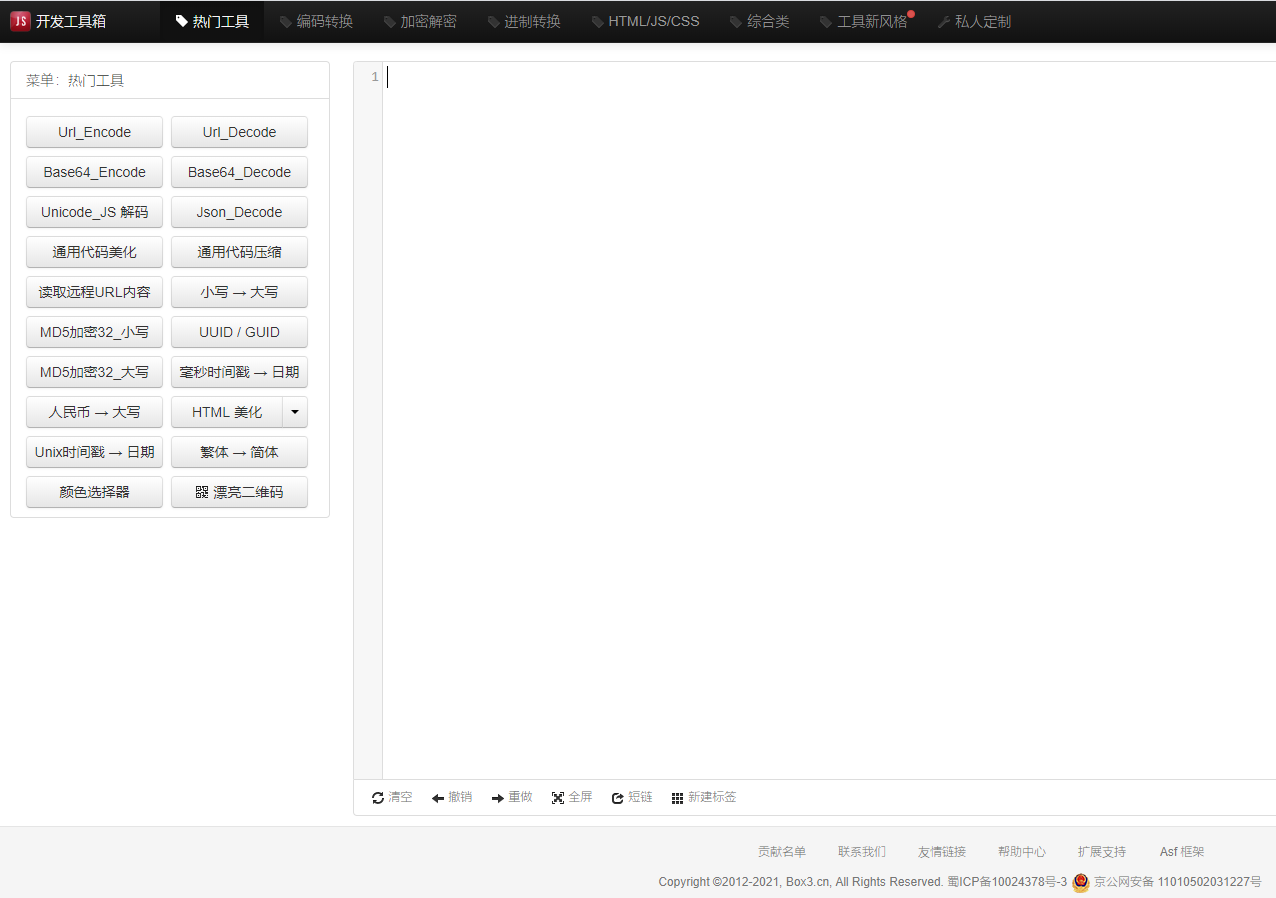 JS 开发工具箱 热门工具 编码转换 加密解密 进制转换 HTML/JS/CSS 综合类 工具新风格 私人定制
菜单：热门工具
1
Url_Encode Url_Decode
Base64_Encode Base64_Decode
Unicode_JS 解码 Json_Decode
通用代码美化 通用代码压缩
读取远程URL内容 小写 → 大写
MD5加密32_小写 UUID / GUID
MD5加密32_大写 毫秒时间戳 → 日期
人民币 → 大写 HTML 美化
Unix时间戳 → 日期 繁体 → 简体
颜色选择器 漂亮二维码
清空 撤销 重做 全屏 短链 新建标签
贡献名单 联系我们 友情链接 帮助中心 扩展支持 Asf 框架
Copyright ©2012-2021, Box3.cn, All Rights Reserved. 蜀ICP备10024378号-3 京公网安备 11010502031227号